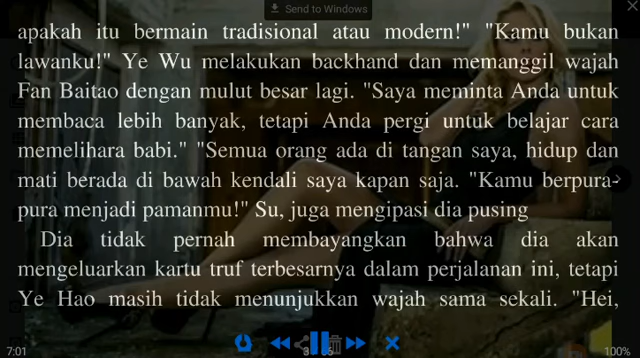 Send to Windows
apakah itu bermain tradisional atau modern!" "Kamu bukan
lawanku!" Ye Wu melakukan backhand dan memanggil wajah
Fan Baitao dengan mulut besar lagi. "Saya meminta Anda untuk
membaca lebih banyak, tetapi Anda pergi untuk belajar cara
memelihara babi." "Semua orang ada di tangan saya, hidup dan
mati berada di bawah kendali saya kapan saja. "Kamu berpura-
pura menjadi pamanmu!" Su, juga mengipasi dia pusing
Dia tidak pernah membayangkan bahwa dia akan
mengeluarkan kartu truf terbesarnya dalam perjalanan ini, tetapi
Ye Hao masih tidak menunjukkan wajah sama sekali. "Hei,
7:01
100%